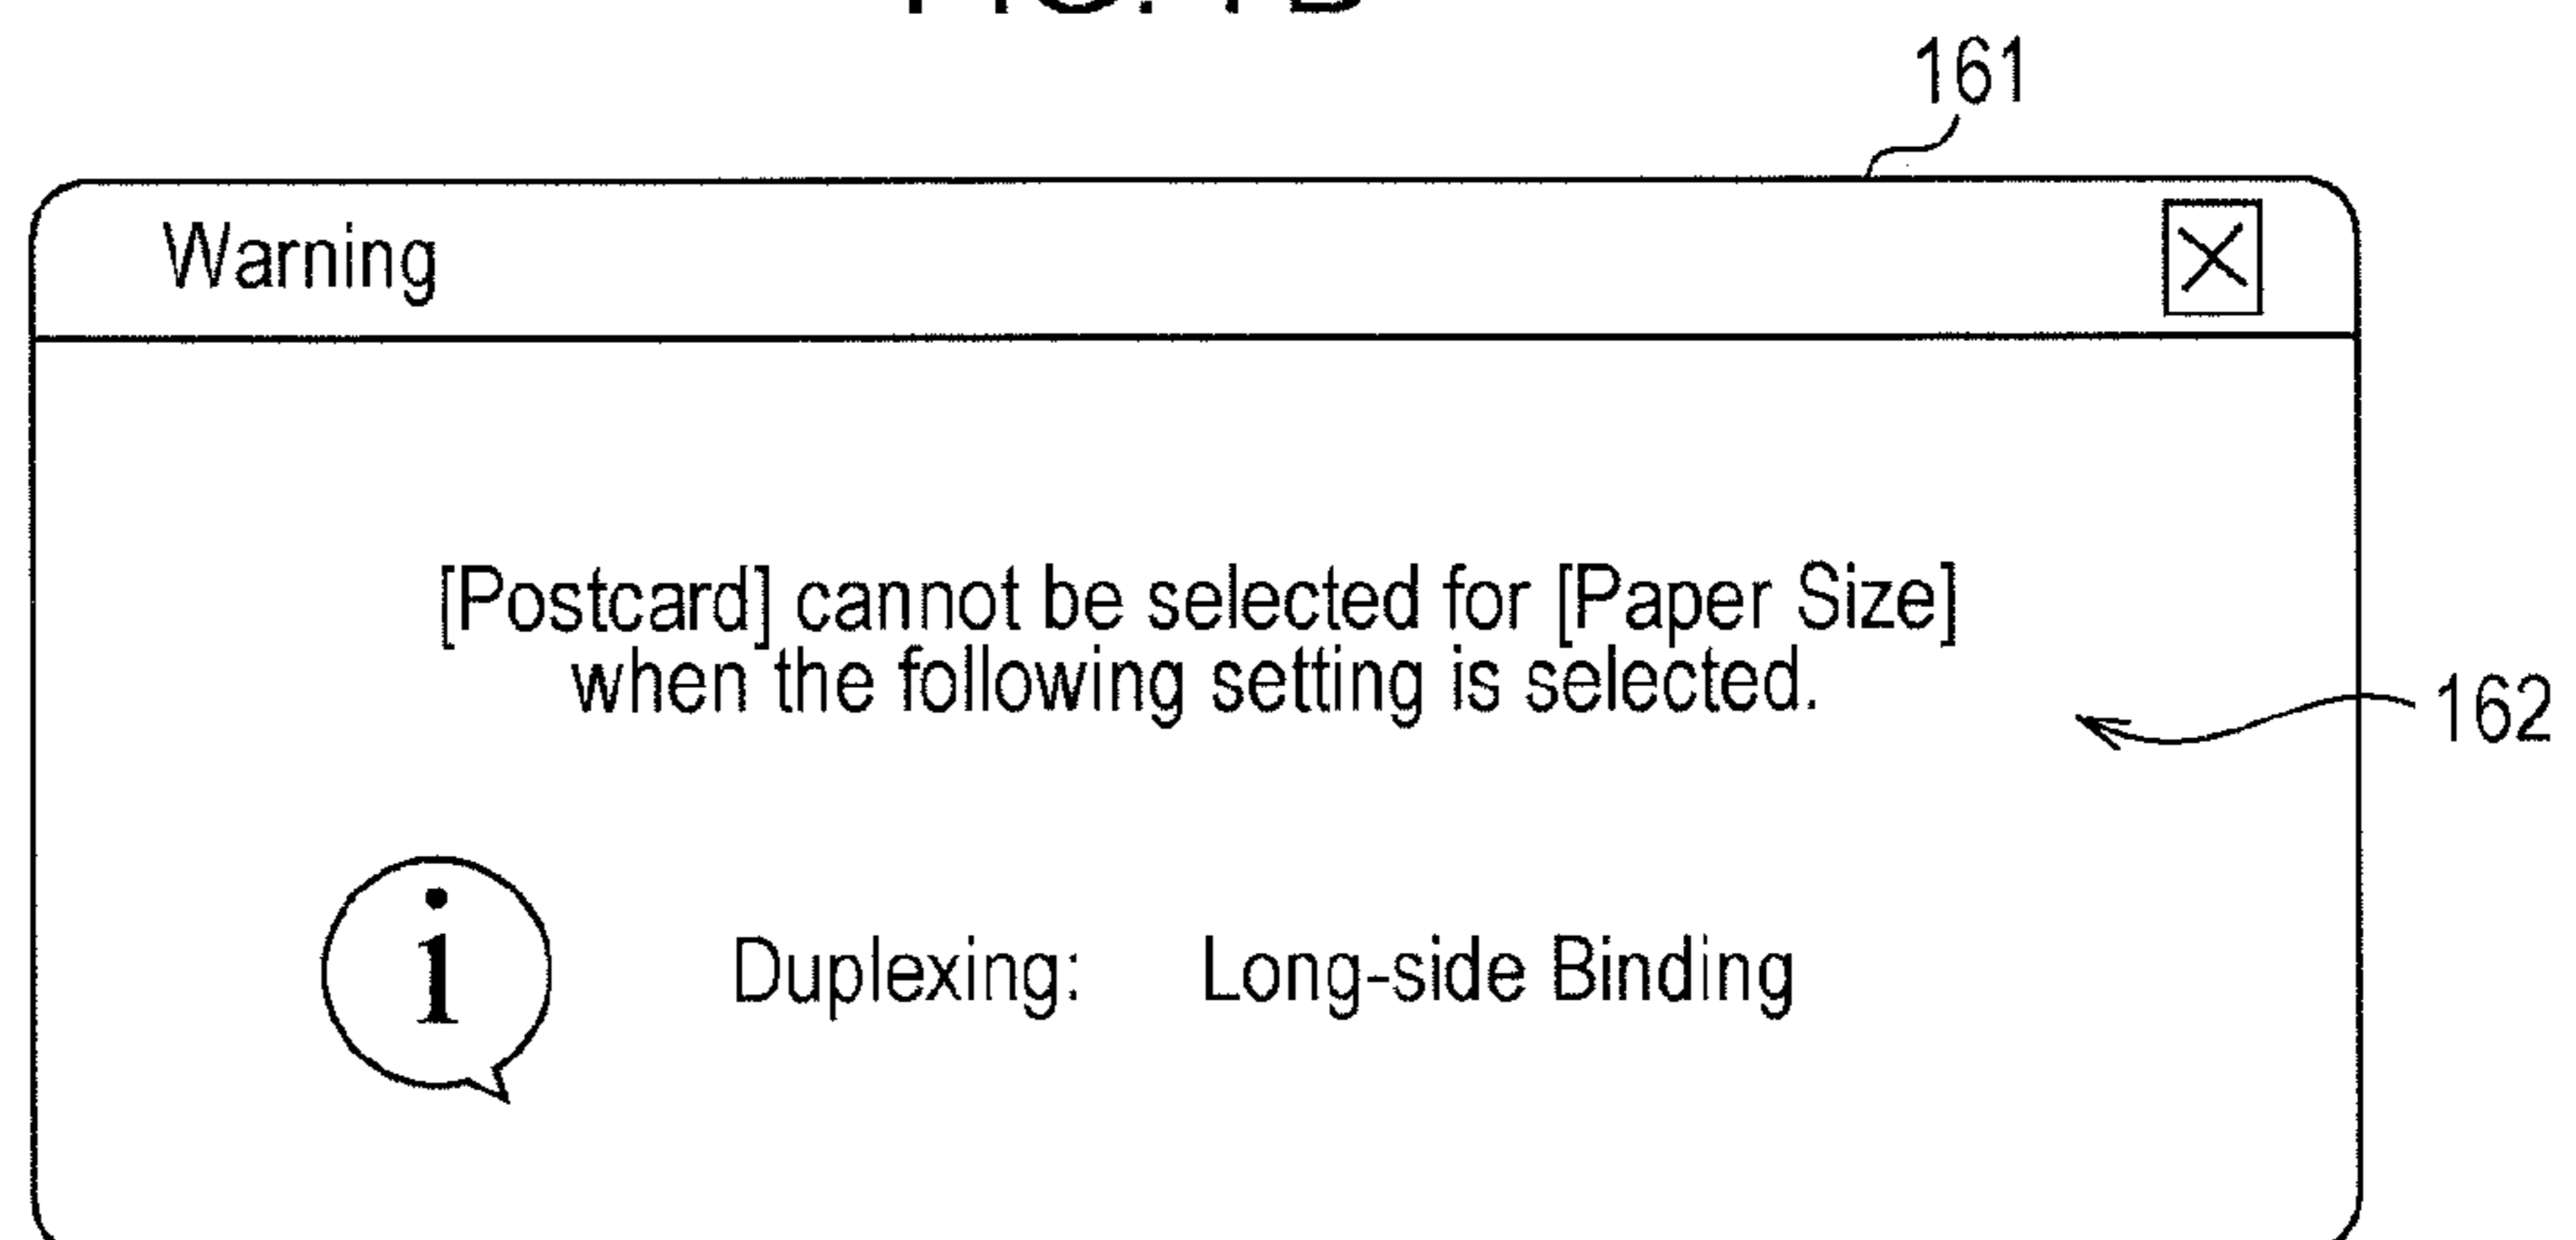 161
Warning
[Postcard] cannot be selected for [Paper Size]
when the following setting is selected.
162
i
Duplexing: Long-side Binding